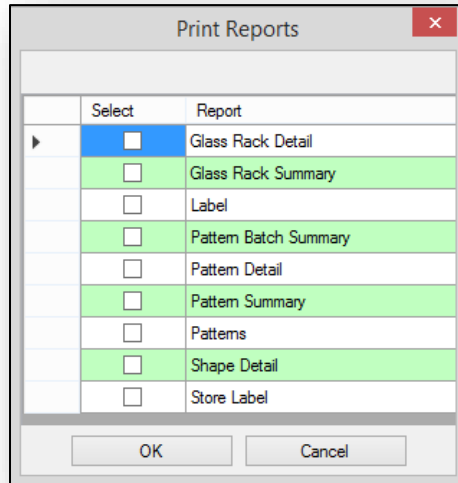 Print Reports
Select Report
Glass Rack Detail
Glass Rack Summary
Label
Pattern Batch Summary
Pattern Detail
Pattern Summary
Patterns
Shape Detail
Store Label
OK Cancel